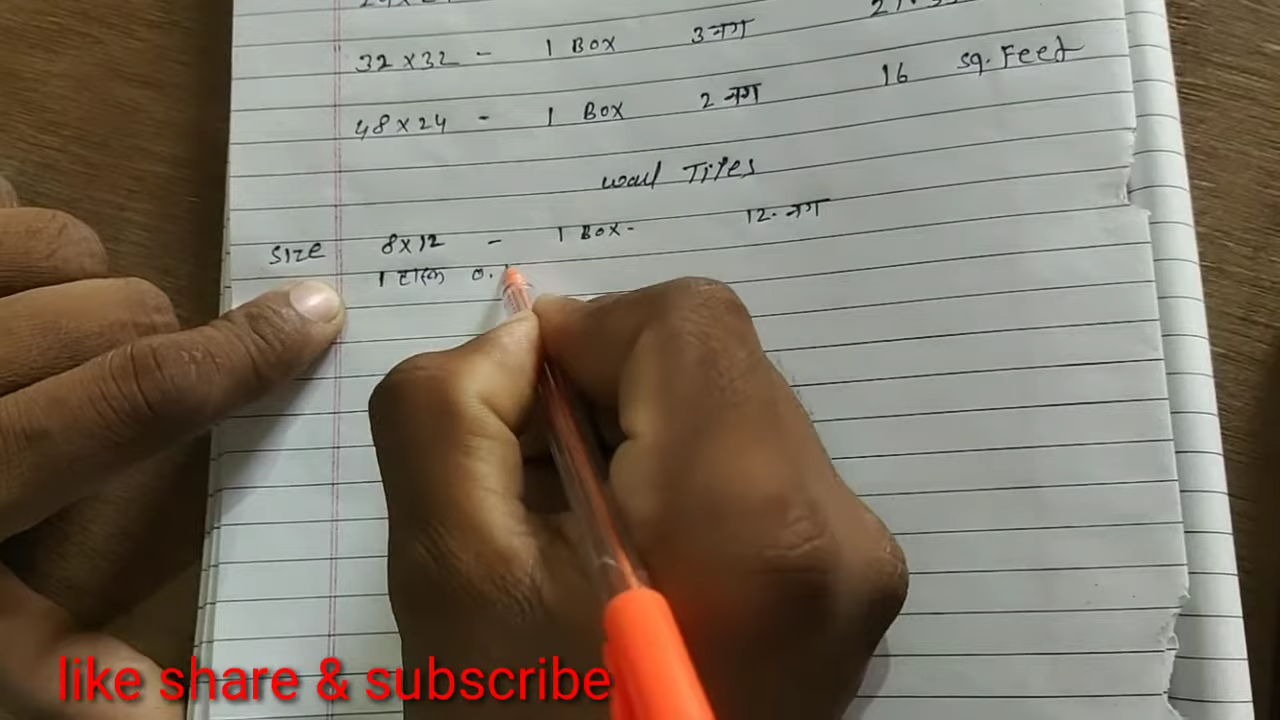 32×32 - 1 Box 3 नग
48×24 - 1 Box 2 नग 16 sq. Feet
wall Tiles
Size 8×12 - 1 Box- 12. नग
1 टाइल 0.
like share & subscribe